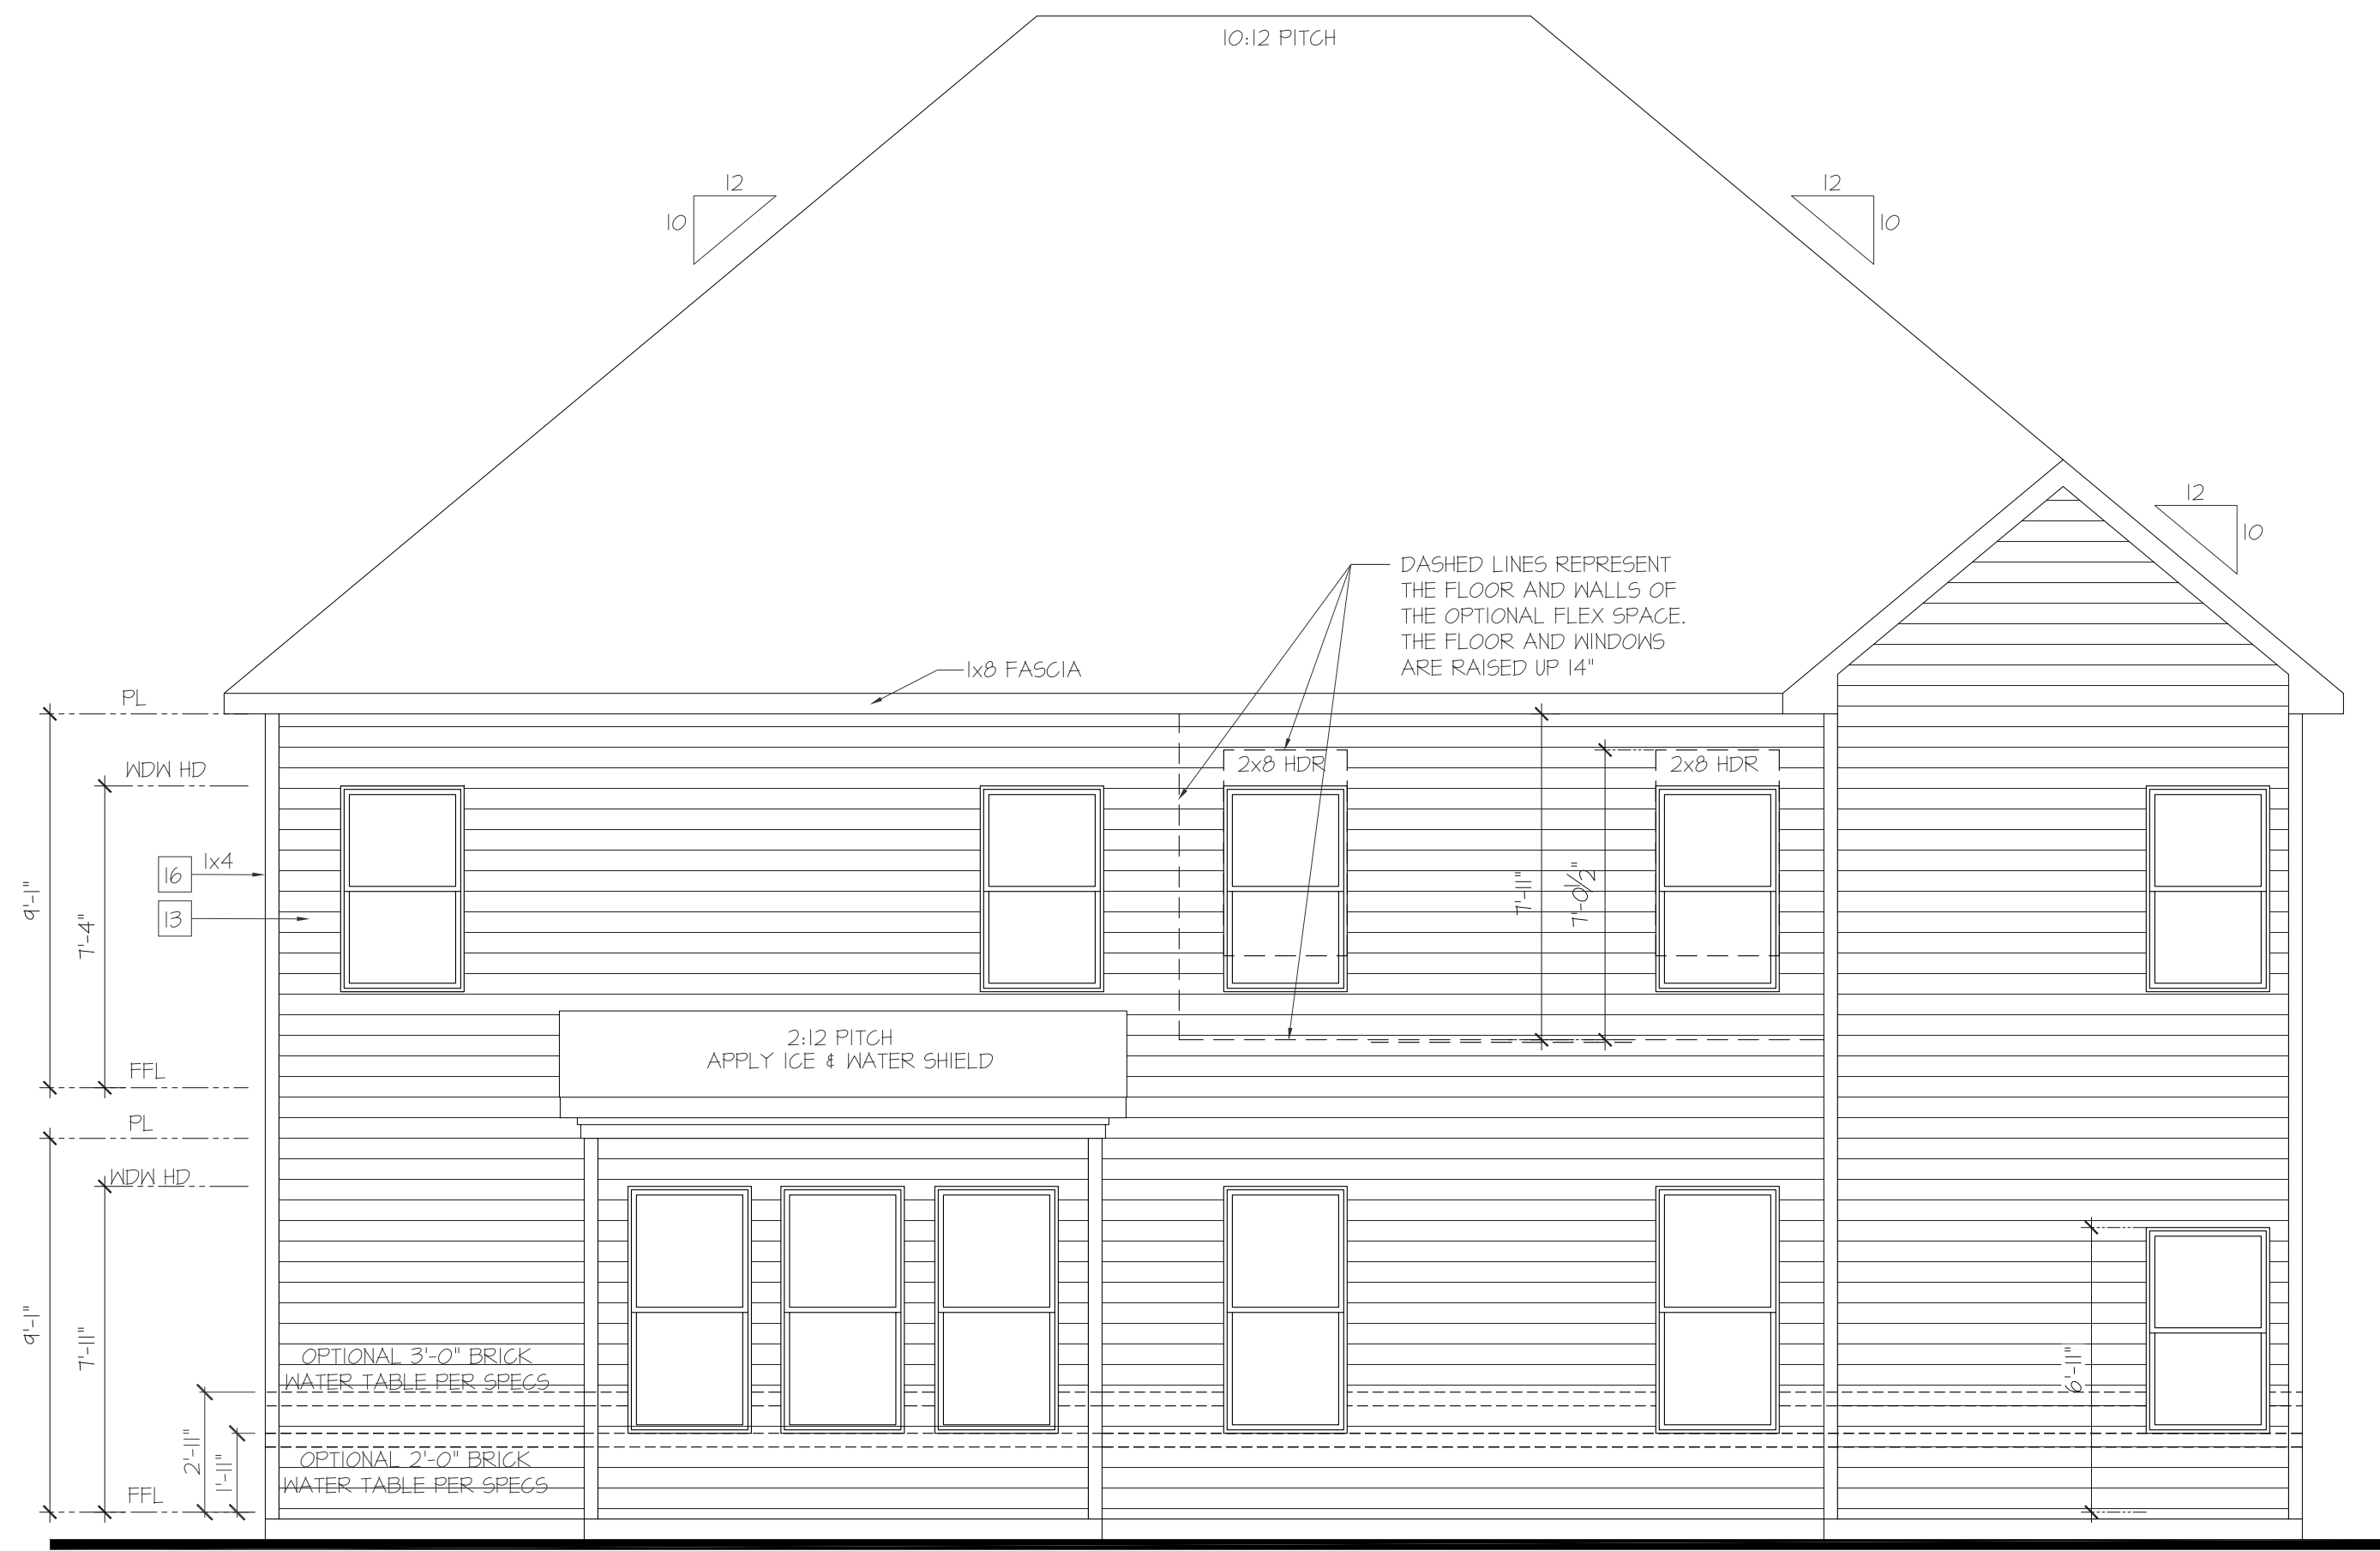 10:12 PITCH
12
10
12
10
12
10
DASHED LINES REPRESENT
THE FLOOR AND WALLS OF
THE OPTIONAL FLEX SPACE.
THE FLOOR AND WINDOWS
ARE RAISED UP 14"
1x8 FASCIA
PL
WDW HD
2x8 HDR
2x8 HDR
16
1x4
13
9'-1"
7'-4"
7'-11"
7'-0 1/2"
2:12 PITCH
APPLY ICE & WATER SHIELD
FFL
PL
WDW HD
9'-1"
7'-11"
6'-11"
OPTIONAL 3'-0" BRICK
WATER TABLE PER SPECS
2'-11"
1'-11"
OPTIONAL 2'-0" BRICK
WATER TABLE PER SPECS
FFL